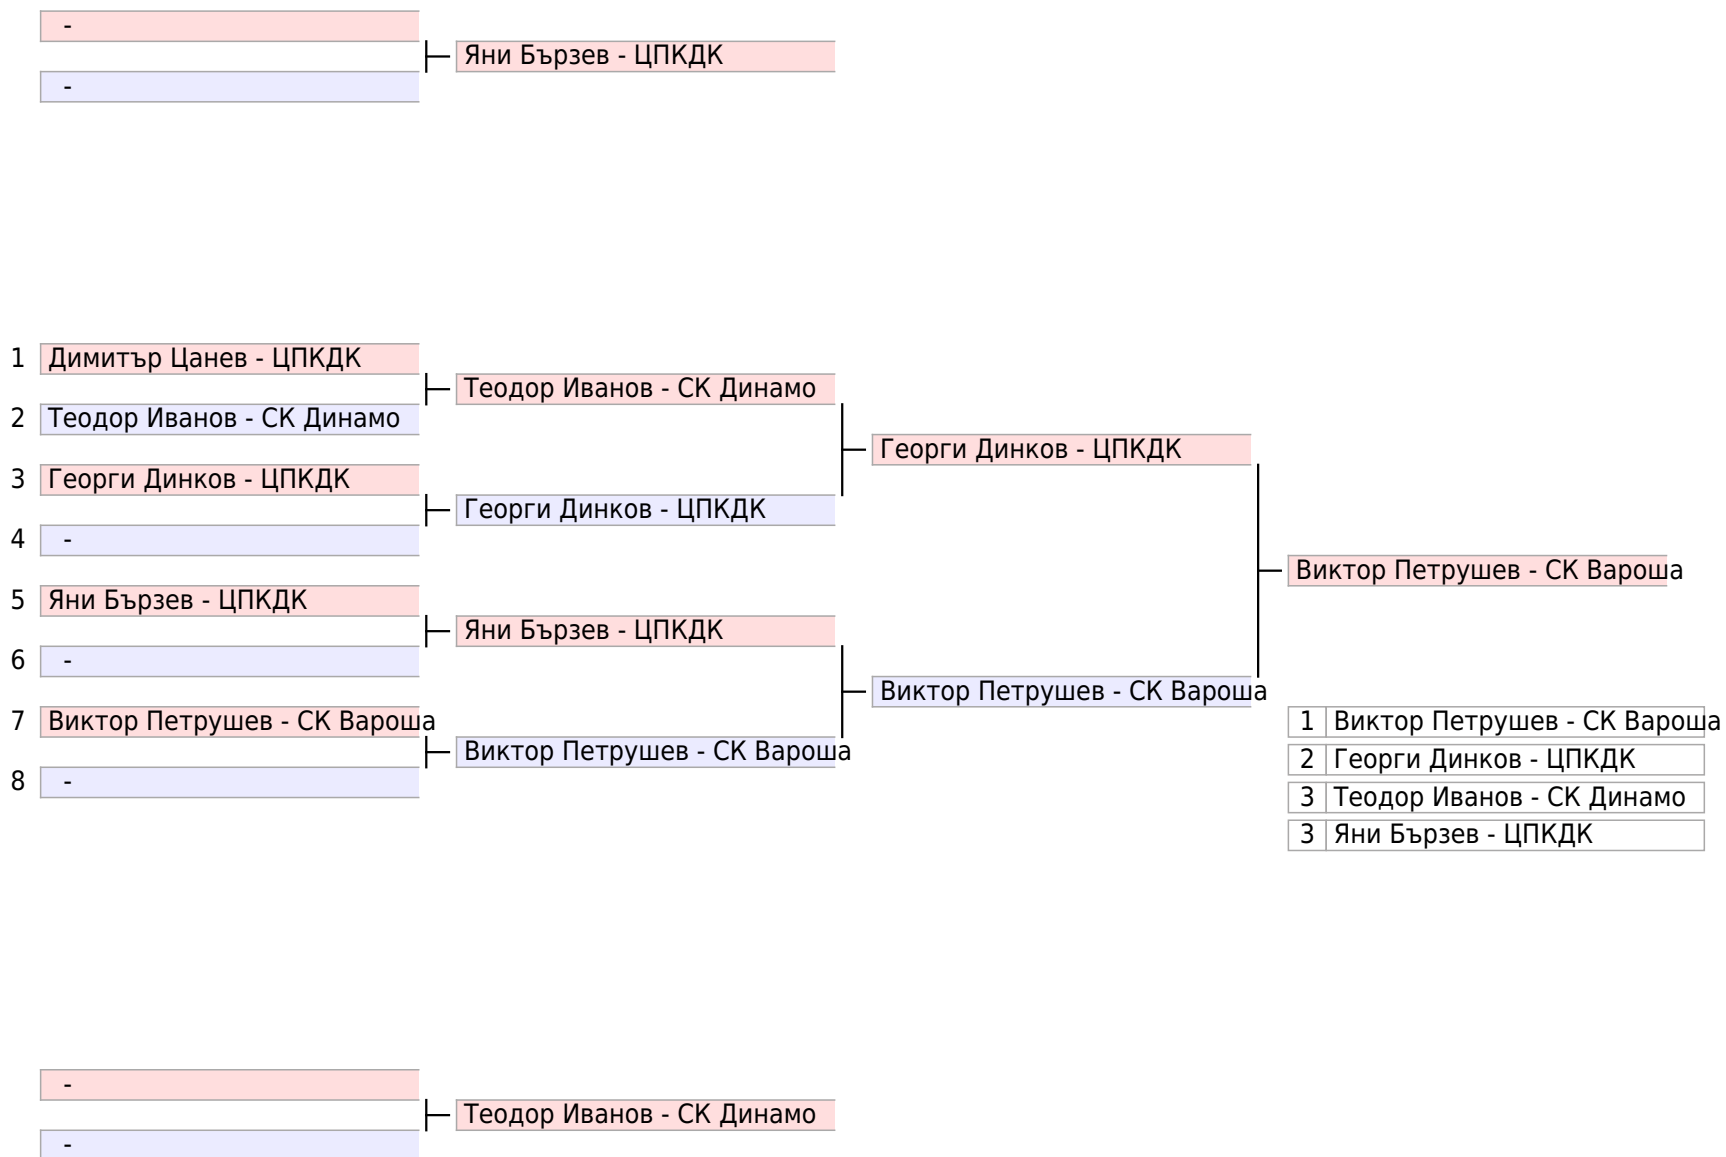 -
Яни Бързев - ЦПКДК
-
1 Димитър Цанев - ЦПКДК
Теодор Иванов - СК Динамо
2 Теодор Иванов - СК Динамо
Георги Динков - ЦПКДК
3 Георги Динков - ЦПКДК
Георги Динков - ЦПКДК
4 -
Виктор Петрушев - СК Вароша
5 Яни Бързев - ЦПКДК
Яни Бързев - ЦПКДК
6 -
Виктор Петрушев - СК Вароша
7 Виктор Петрушев - СК Вароша
Виктор Петрушев - СК Вароша
8 -
1 Виктор Петрушев - СК Вароша
2 Георги Динков - ЦПКДК
3 Теодор Иванов - СК Динамо
3 Яни Бързев - ЦПКДК
-
Теодор Иванов - СК Динамо
-